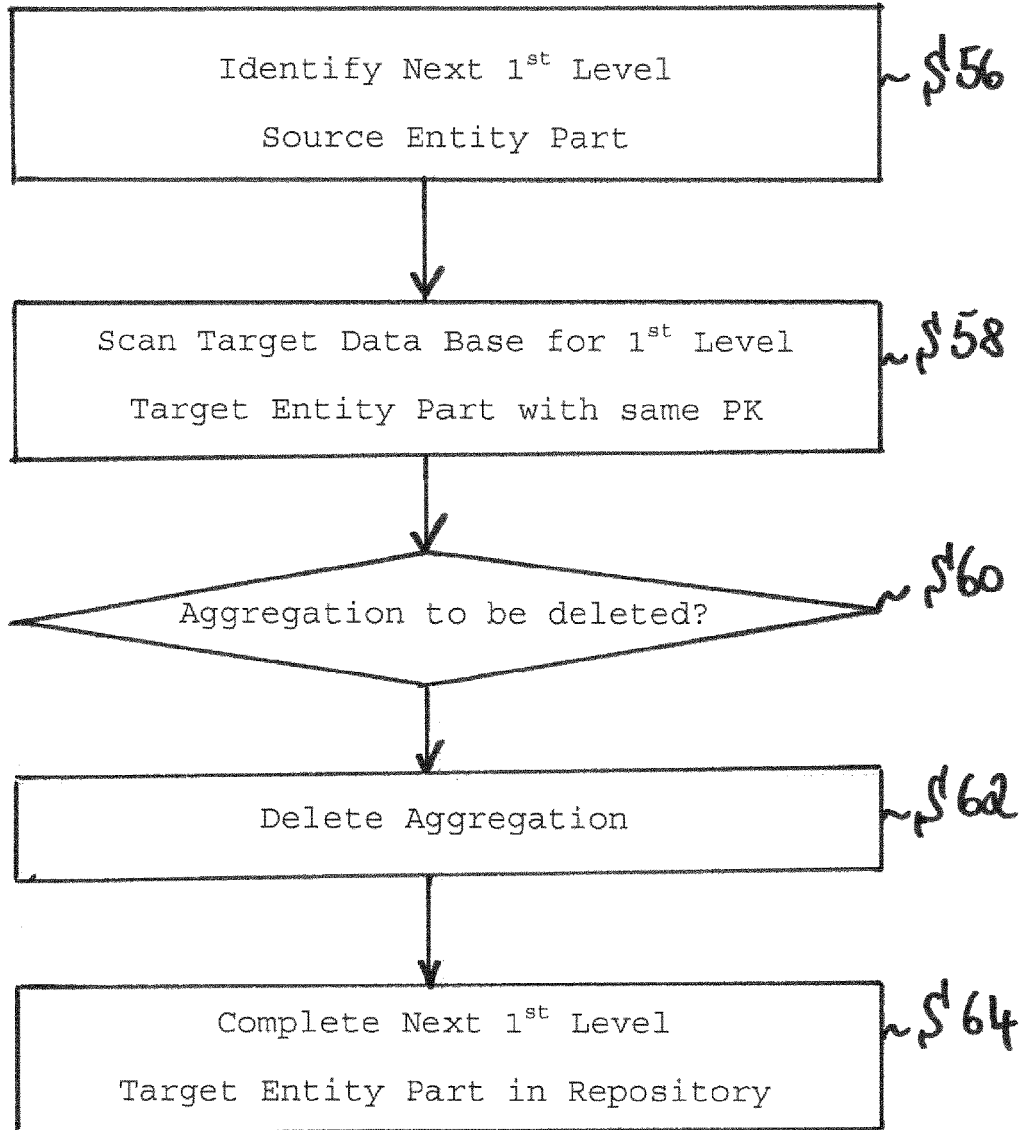 Identify Next 1st Level
Source Entity Part
~ S56
Scan Target Data Base for 1st Level
Target Entity Part with same PK
~ S58
Aggregation to be deleted?
~ S60
Delete Aggregation
~ S62
Complete Next 1st Level
Target Entity Part in Repository
~ S64